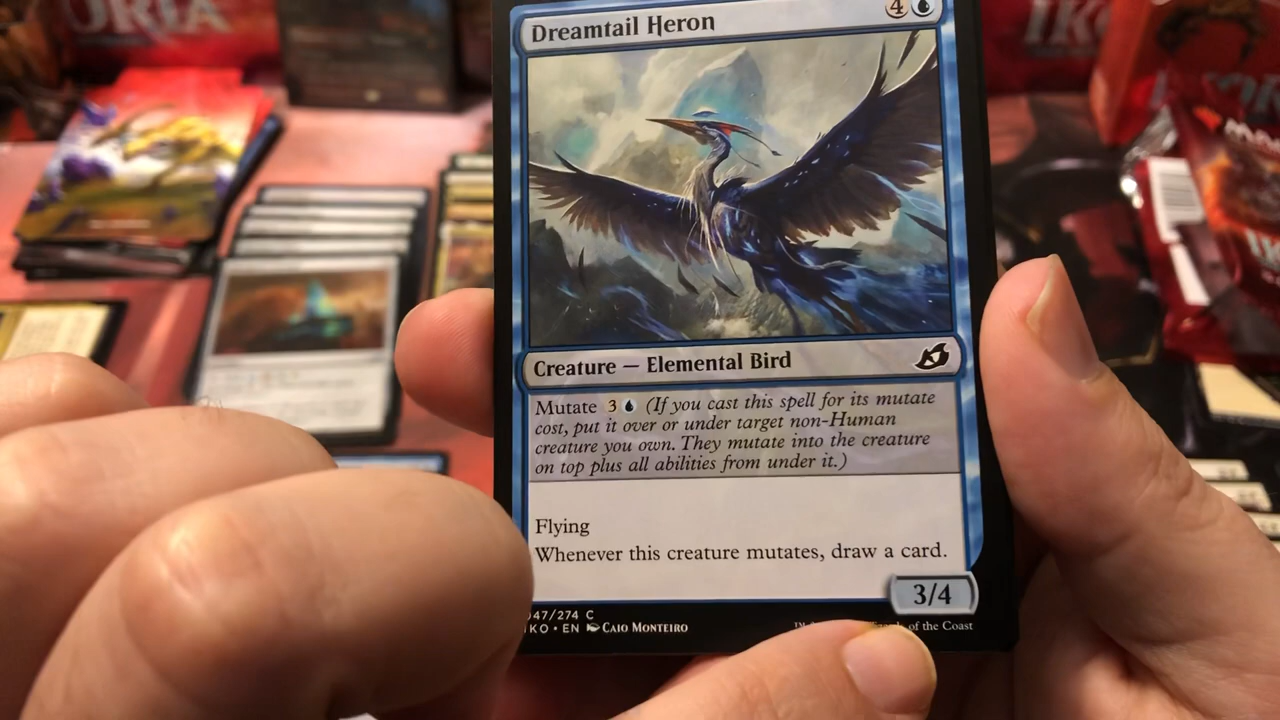 ORIA
IKO
Dreamtail Heron
4
Creature — Elemental Bird
Mutate 3 (If you cast this spell for its mutate
cost, put it over or under target non-Human
creature you own. They mutate into the creature
on top plus all abilities from under it.)
Flying
Whenever this creature mutates, draw a card.
3/4
047/274 C
IKO • EN Caio Monteiro
of the Coast